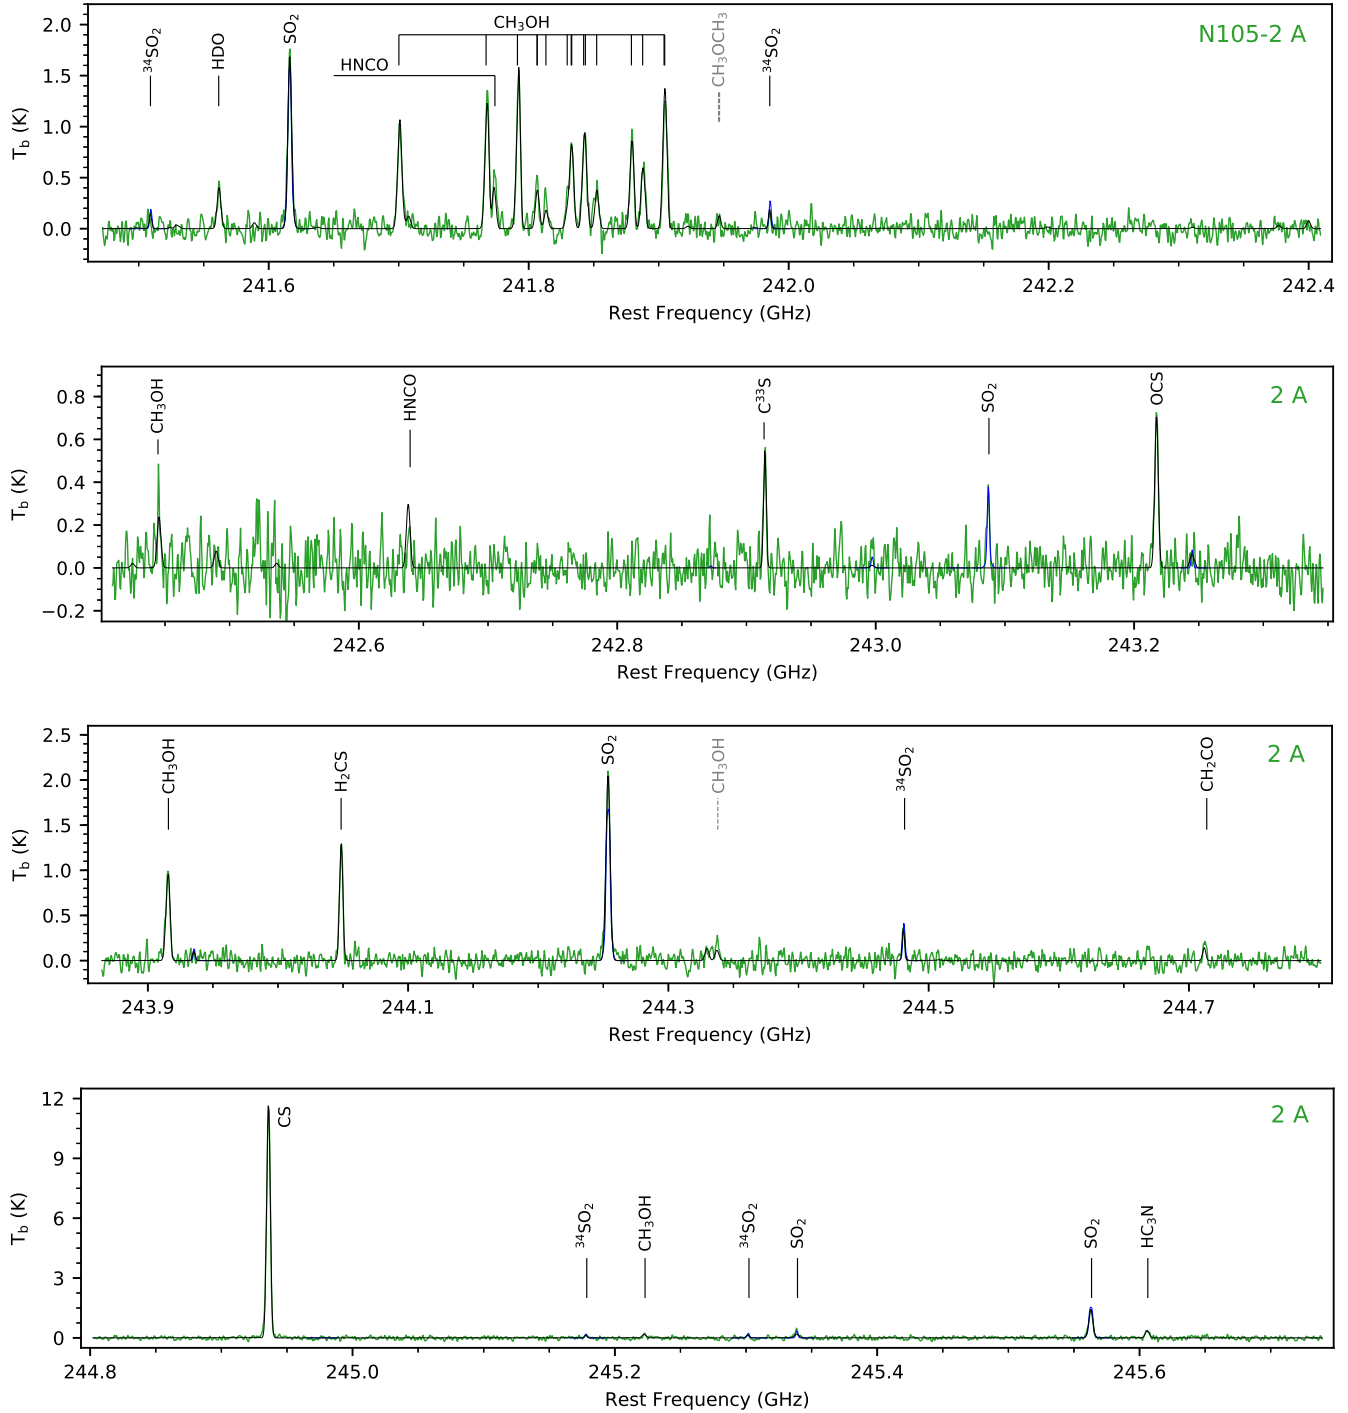 N105-2 A
³⁴SO₂
HDO
SO₂
HNCO
CH₃OH
CH₃OCH₃
³⁴SO₂
2.0
1.5
1.0
0.5
0.0
T_b (K)
241.6 241.8 242.0 242.2 242.4
Rest Frequency (GHz)
2 A
CH₃OH
HNCO
C³³S
SO₂
OCS
0.8
0.6
0.4
0.2
0.0
−0.2
T_b (K)
242.6 242.8 243.0 243.2
Rest Frequency (GHz)
2 A
CH₃OH
H₂CS
SO₂
CH₃OH
³⁴SO₂
CH₂CO
2.5
2.0
1.5
1.0
0.5
0.0
T_b (K)
243.9 244.1 244.3 244.5 244.7
Rest Frequency (GHz)
2 A
CS
³⁴SO₂
CH₃OH
³⁴SO₂
SO₂
SO₂
HC₃N
12
9
6
3
0
T_b (K)
244.8 245.0 245.2 245.4 245.6
Rest Frequency (GHz)